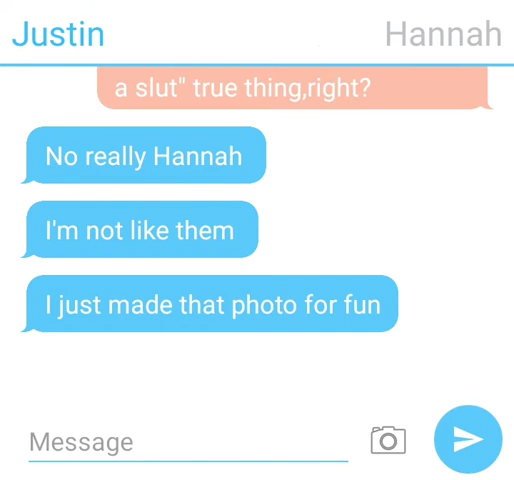 Justin Hannah
a slut" true thing,right?
No really Hannah
I'm not like them
I just made that photo for fun
Message